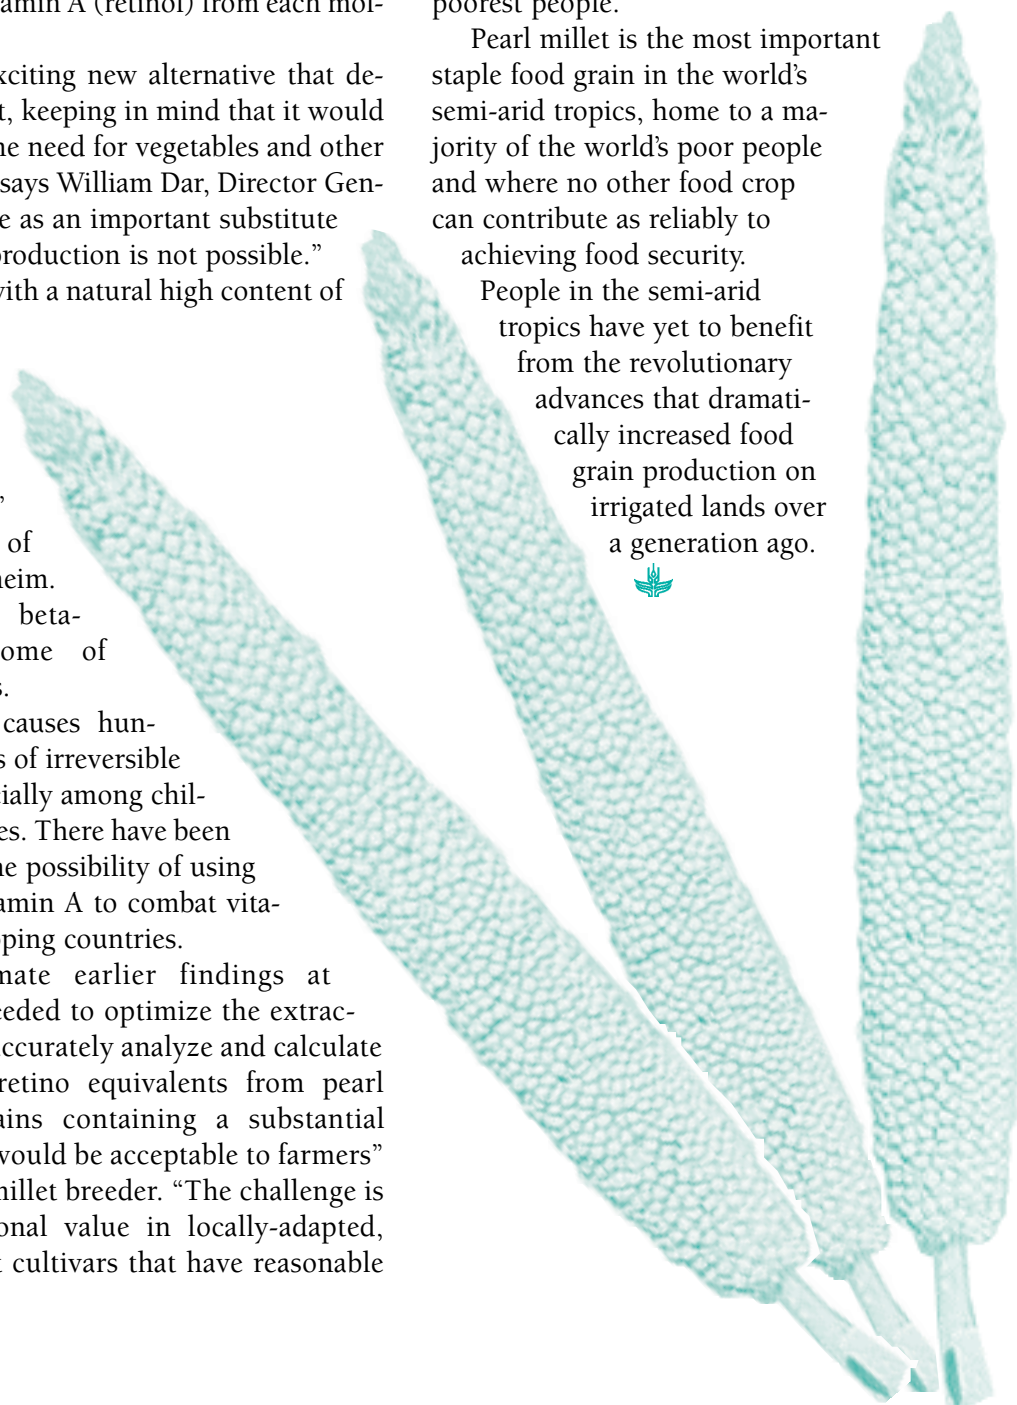 (retinol) from each mol-
xciting new alternative that de-
t, keeping in mind that it would
ne need for vegetables and other
says William Dar, Director Gen-
e as an important substitute
production is not possible.”
with a natural high content of
”
of
heim.
beta-
ome of
s.
causes hun-
s of irreversible
cially among chil-
es. There have been
he possibility of using
amin A to combat vita-
ping countries.
mate earlier findings at
eeded to optimize the extrac-
accurately analyze and calculate
retino equivalents from pearl
ains containing a substantial
would be acceptable to farmers”
millet breeder. “The challenge is
onal value in locally-adapted,
cultivars that have reasonable
poorest people.
Pearl millet is the most important
staple food grain in the world’s
semi-arid tropics, home to a ma-
jority of the world’s poor people
and where no other food crop
can contribute as reliably to
achieving food security.
People in the semi-arid
tropics have yet to benefit
from the revolutionary
advances that dramati-
cally increased food
grain production on
irrigated lands over
a generation ago.